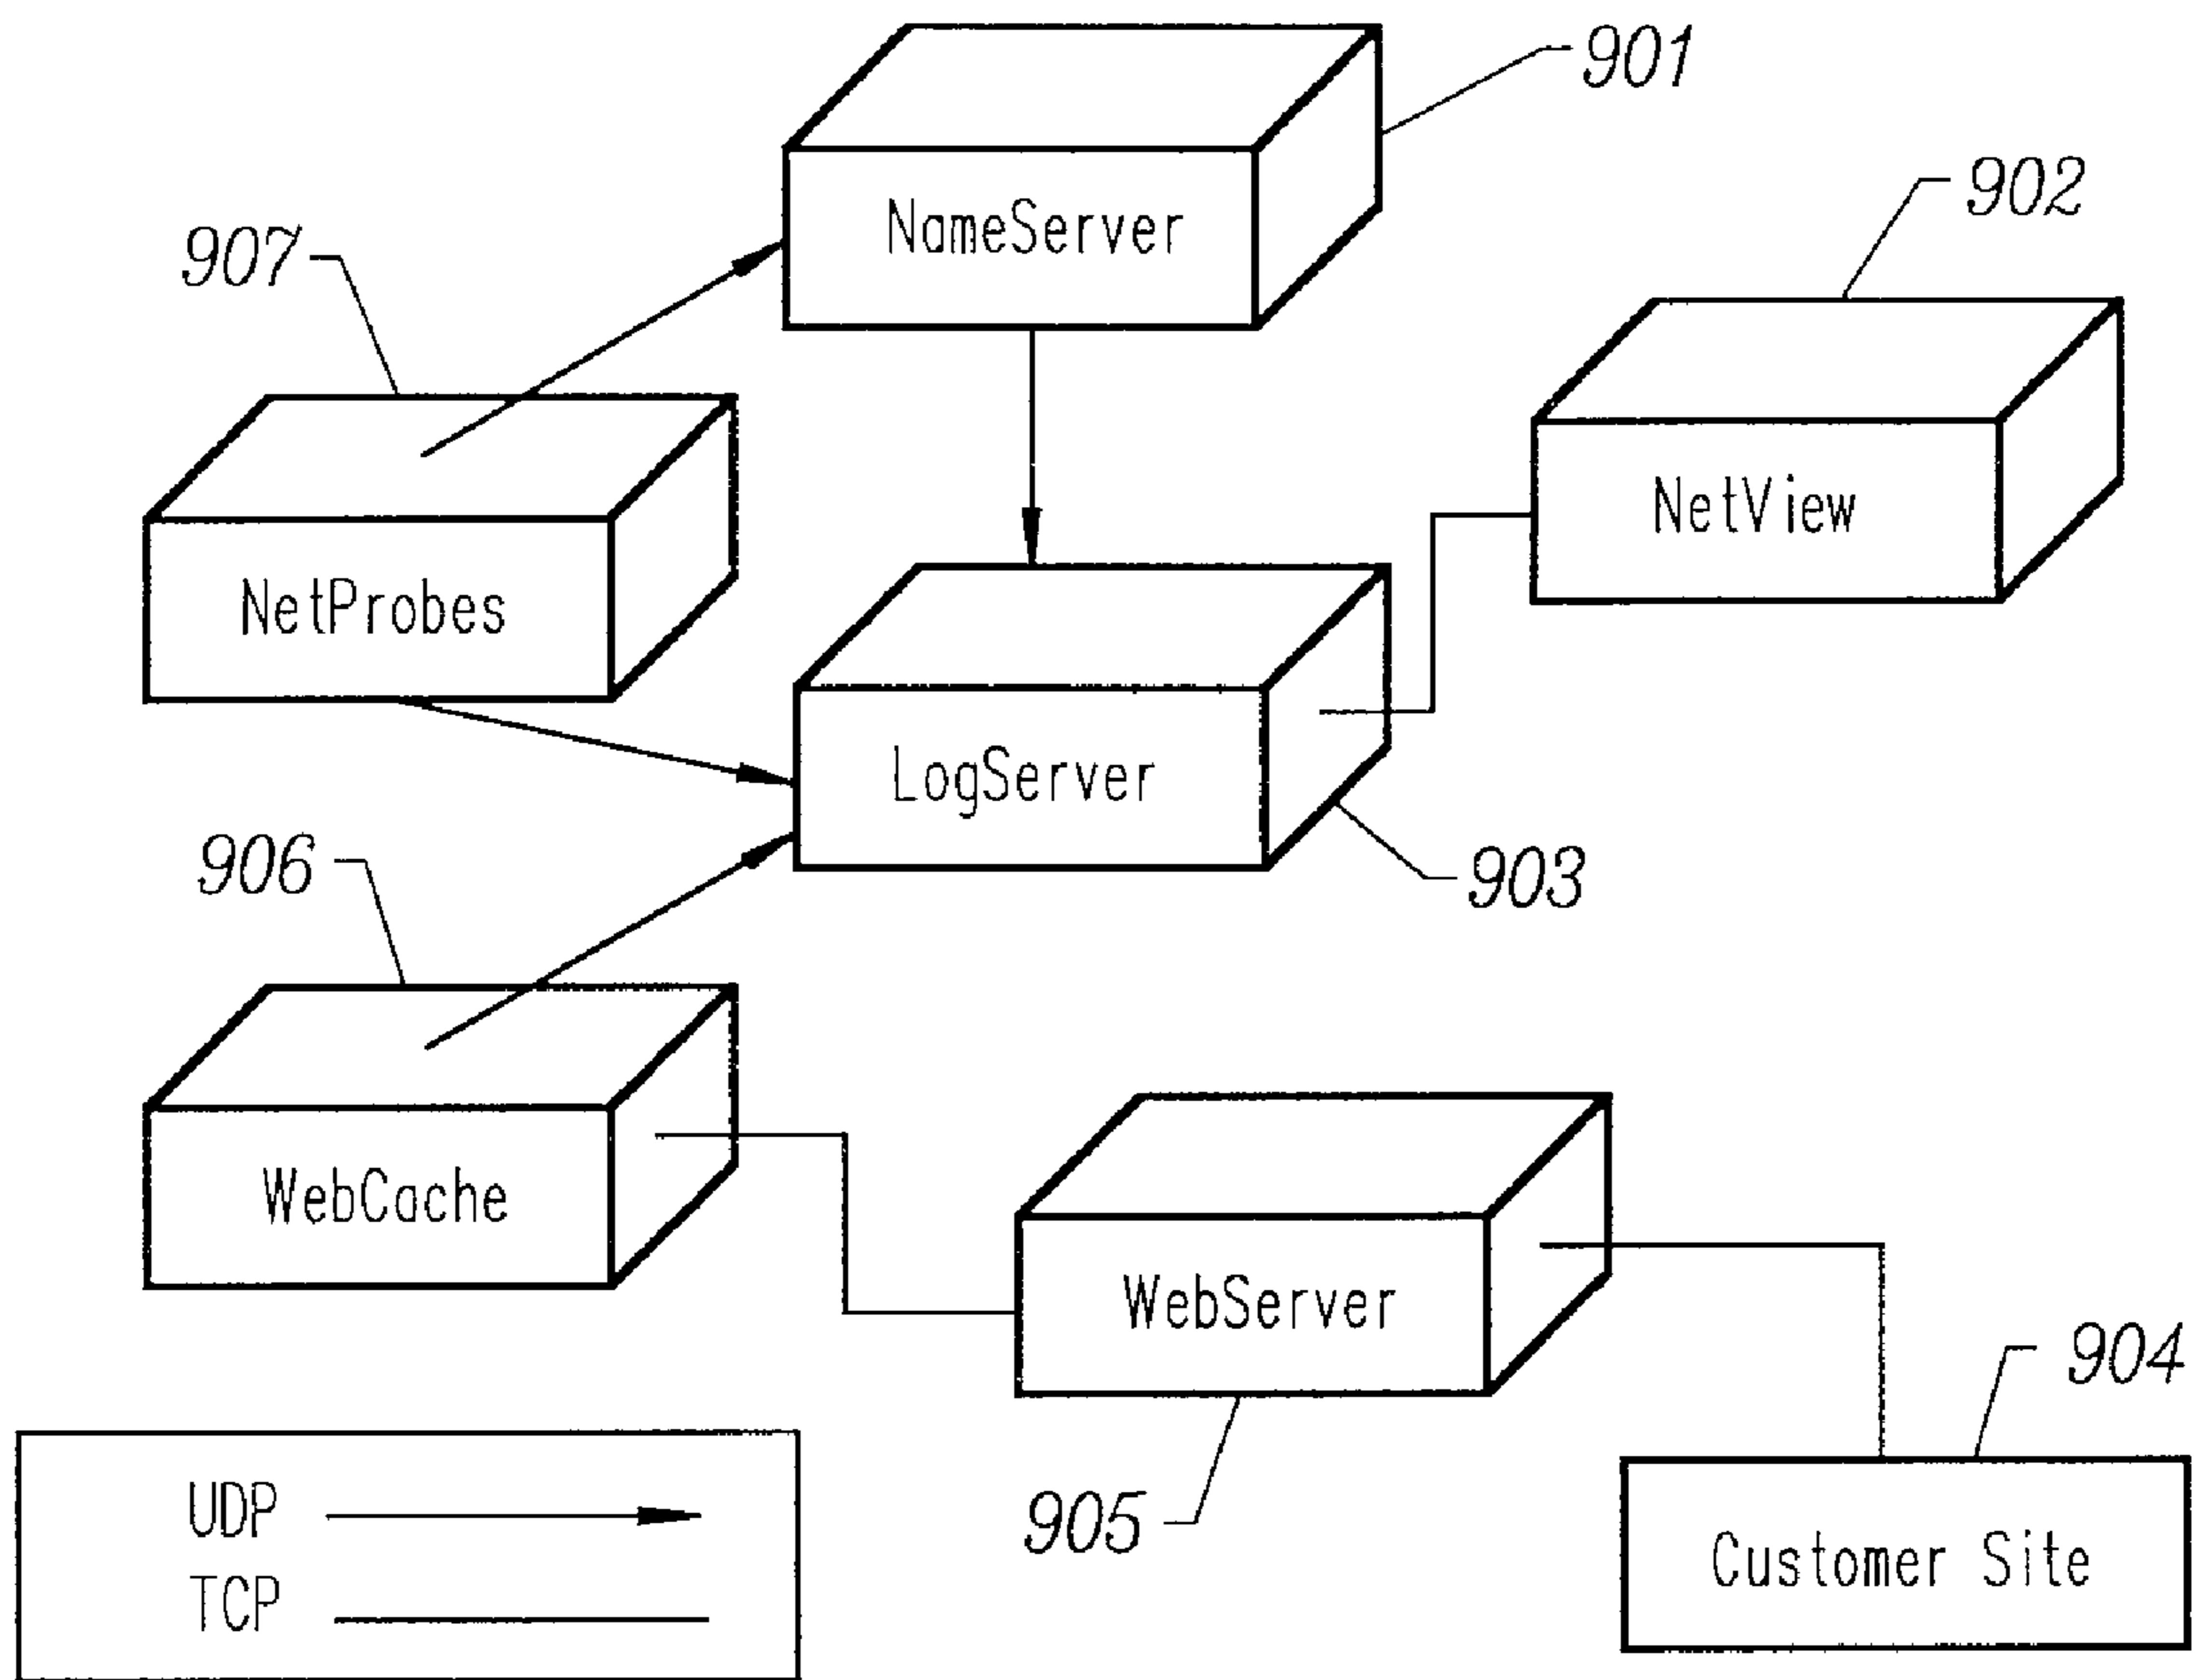 901
NameServer
902
907
NetView
NetProbes
LogServer
906
903
WebCache
WebServer
904
905
Customer Site
UDP
TCP